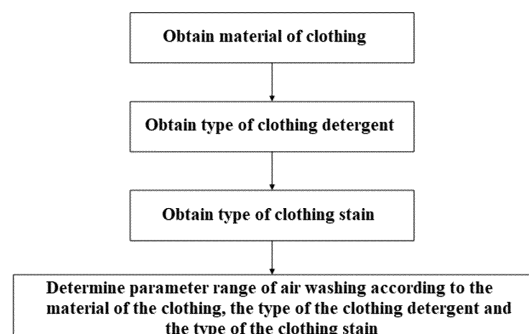 Obtain material of clothing
Obtain type of clothing detergent
Obtain type of clothing stain
Determine parameter range of air washing according to the
material of the clothing, the type of the clothing detergent and
the type of the clothing stain